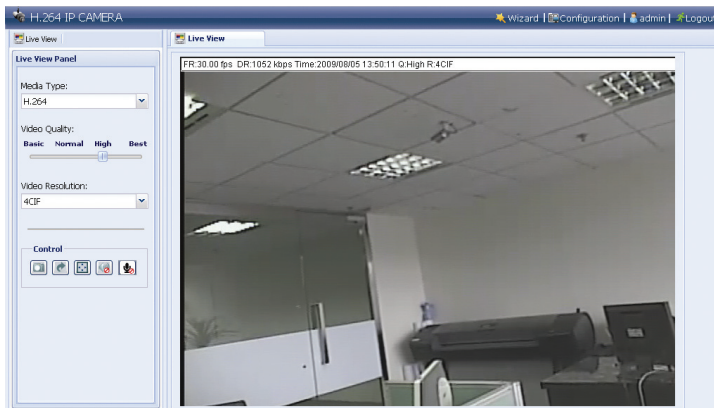 H.264 IP CAMERA
Wizard | Configuration | admin | Logout
Live View
Live View
Live View Panel
FR:30.00 fps DR:1052 kbps Time:2009/08/05 13:50:11 Q:High R:4CIF
Media Type:
H.264
Video Quality:
Basic Normal High Best
Video Resolution:
4CIF
Control